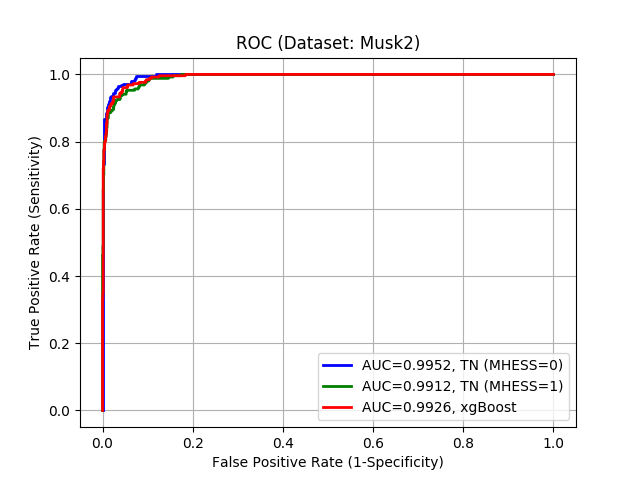 ROC (Dataset: Musk2)
True Positive Rate (Sensitivity)
1.0
0.8
0.6
0.4
0.2
0.0
AUC=0.9952, TN (MHESS=0)
AUC=0.9912, TN (MHESS=1)
AUC=0.9926, xgBoost
0.0 0.2 0.4 0.6 0.8 1.0
False Positive Rate (1-Specificity)